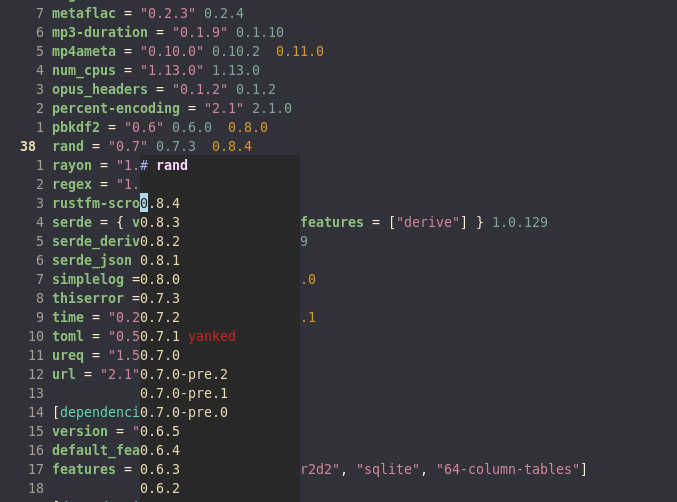 7 metaflac = "0.2.3" 0.2.4
6 mp3-duration = "0.1.9" 0.1.10
5 mp4ameta = "0.10.0" 0.10.2 0.11.0
4 num_cpus = "1.13.0" 1.13.0
3 opus_headers = "0.1.2" 0.1.2
2 percent-encoding = "2.1" 2.1.0
1 pbkdf2 = "0.6" 0.6.0 0.8.0
38 rand = "0.7" 0.7.3 0.8.4
1 rayon = "1.# rand
2 regex = "1.
3 rustfm-scro0.8.4
4 serde = { v0.8.3 features = ["derive"] } 1.0.129
5 serde_deriv0.8.2 9
6 serde_json 0.8.1
7 simplelog =0.8.0 .0
8 thiserror =0.7.3
9 time = "0.20.7.2 .1
10 toml = "0.50.7.1 yanked
11 ureq = "1.50.7.0
12 url = "2.1"0.7.0-pre.2
13 0.7.0-pre.1
14 [dependenci0.7.0-pre.0
15 version = "0.6.5
16 default_fea0.6.4
17 features = 0.6.3 r2d2", "sqlite", "64-column-tables"]
18 0.6.2